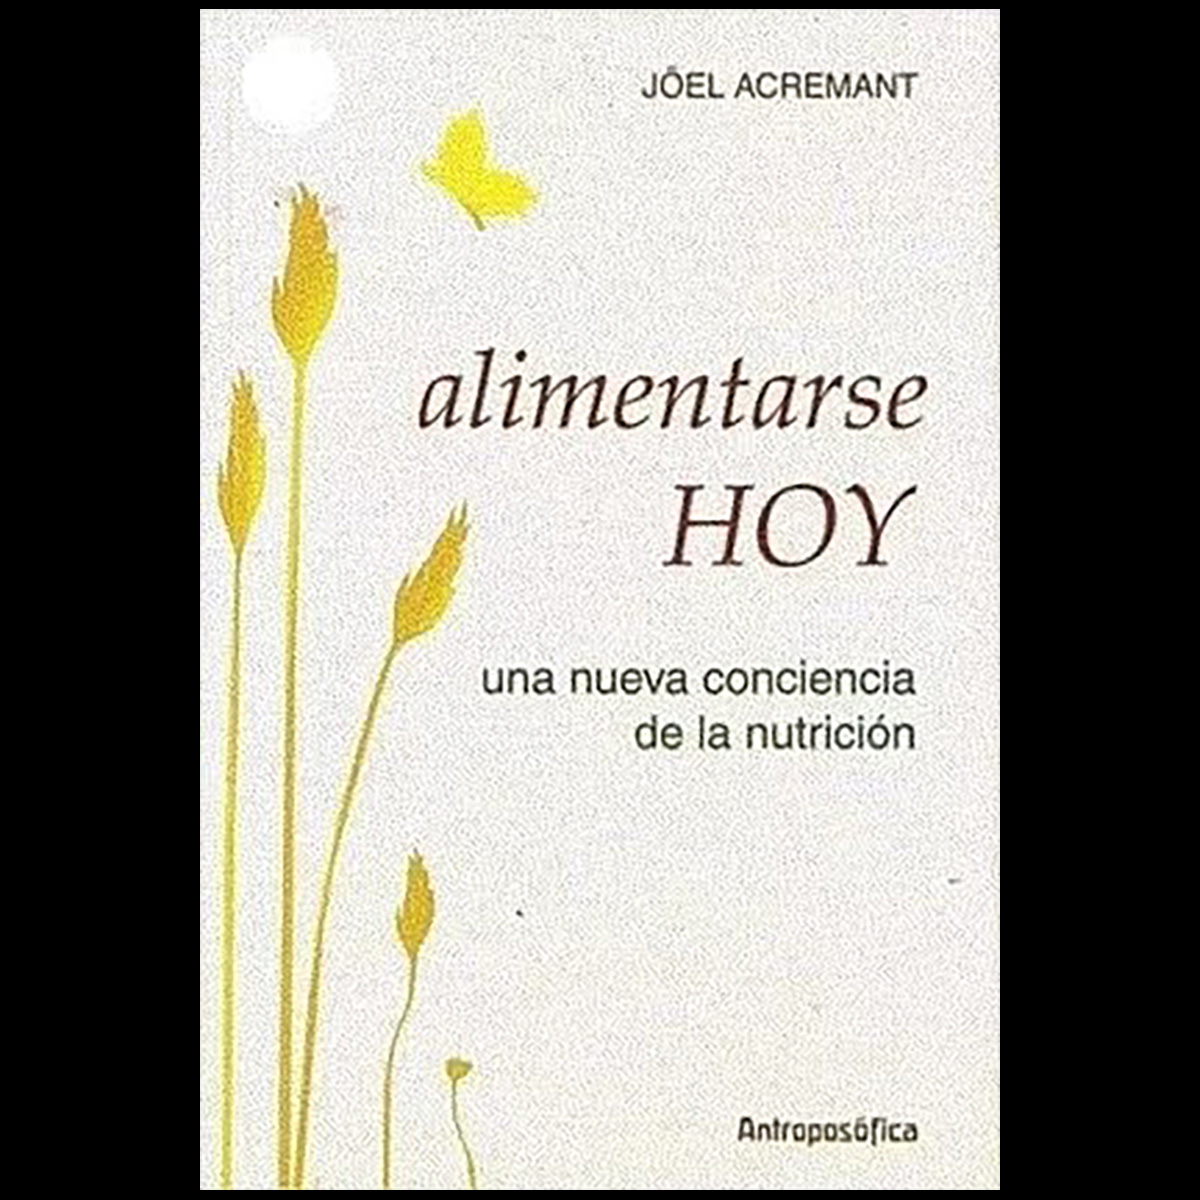 JÖEL ACREMANT
alimentarse
HOY
una nueva conciencia
de la nutrición
Antroposófica